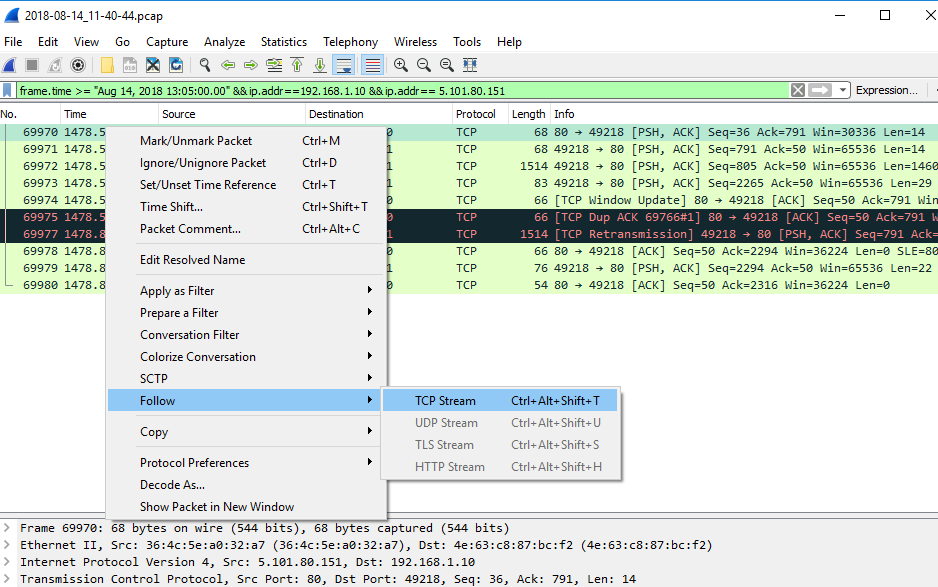 2018-08-14_11-40-44.pcap
File Edit View Go Capture Analyze Statistics Telephony Wireless Tools Help
frame.time >= "Aug 14, 2018 13:05:00.00" &&ip.addr==192.168.1.10 &&ip.addr== 5.101.80.151 Expression...
No. Time Source Destination Protocol Length Info
69970 1478.5 0 TCP 68 80 → 49218 [PSH, ACK] Seq=36 Ack=791 Win=30336 Len=14
69971 1478.5 1 TCP 68 49218 → 80 [PSH, ACK] Seq=791 Ack=50 Win=65536 Len=14
69972 1478.5 1 TCP 1514 49218 → 80 [PSH, ACK] Seq=805 Ack=50 Win=65536 Len=1460
69973 1478.5 1 TCP 83 49218 → 80 [PSH, ACK] Seq=2265 Ack=50 Win=65536 Len=29
69974 1478.5 0 TCP 66 [TCP Window Update] 80 → 49218 [ACK] Seq=50 Ack=791 Win
69975 1478.5 0 TCP 66 [TCP Dup ACK 69766#1] 80 → 49218 [ACK] Seq=50 Ack=791 W
69977 1478.8 1 TCP 1514 [TCP Retransmission] 49218 → 80 [PSH, ACK] Seq=791 Ack=
69978 1478.8 0 TCP 66 80 → 49218 [ACK] Seq=50 Ack=2294 Win=36224 Len=0 SLE=80
69979 1478.8 1 TCP 76 49218 → 80 [PSH, ACK] Seq=2294 Ack=50 Win=65536 Len=22
69980 1478.8 0 TCP 54 80 → 49218 [ACK] Seq=50 Ack=2316 Win=36224 Len=0
Mark/Unmark Packet Ctrl+M
Ignore/Unignore Packet Ctrl+D
Set/Unset Time Reference Ctrl+T
Time Shift... Ctrl+Shift+T
Packet Comment... Ctrl+Alt+C
Edit Resolved Name
Apply as Filter
Prepare a Filter
Conversation Filter
Colorize Conversation
SCTP
Follow
Copy
Protocol Preferences
Decode As...
Show Packet in New Window
TCP Stream Ctrl+Alt+Shift+T
UDP Stream Ctrl+Alt+Shift+U
TLS Stream Ctrl+Alt+Shift+S
HTTP Stream Ctrl+Alt+Shift+H
Frame 69970: 68 bytes on wire (544 bits), 68 bytes captured (544 bits)
Ethernet II, Src: 36:4c:5e:a0:32:a7 (36:4c:5e:a0:32:a7), Dst: 4e:63:c8:87:bc:f2 (4e:63:c8:87:bc:f2)
Internet Protocol Version 4, Src: 5.101.80.151, Dst: 192.168.1.10
Transmission Control Protocol, Src Port: 80, Dst Port: 49218, Seq: 36, Ack: 791, Len: 14